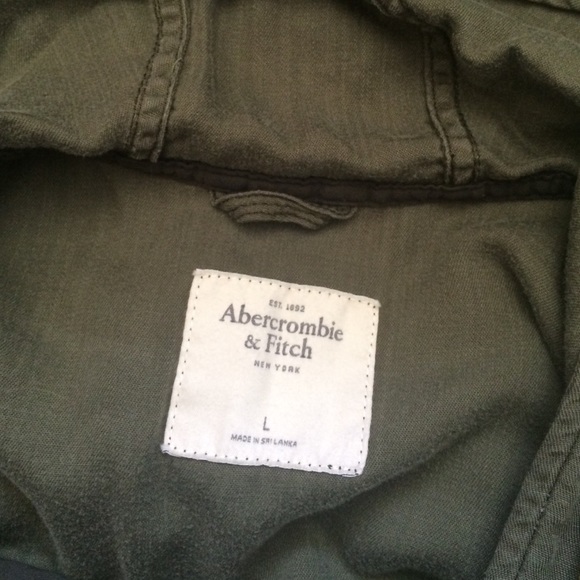 EST. 1892
Abercrombie
& Fitch
NEW YORK
L
MADE IN SRI LANKA